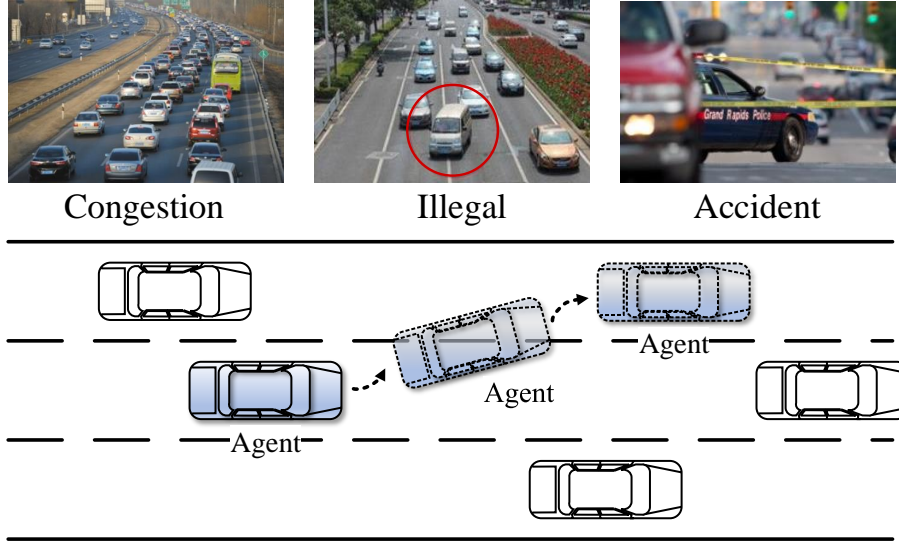 Grand Rapids Police
Congestion
Illegal
Accident
Agent
Agent
Agent